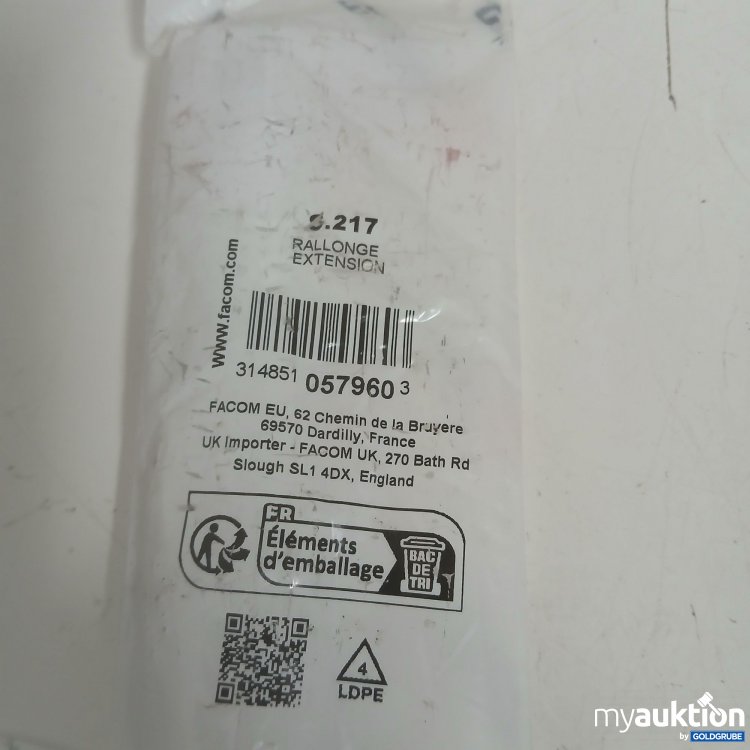 S.217
RALLONGE
EXTENSION
www.facom.com
314851 057960 3
FACOM EU, 62 Chemin de la Bruyere
69570 Dardilly, France
UK Importer - FACOM UK, 270 Bath Rd
Slough SL1 4DX, England
FR
Éléments
d'emballage
BAC
DE
TRI
4
LDPE
myauktion
by GOLDGRUBE